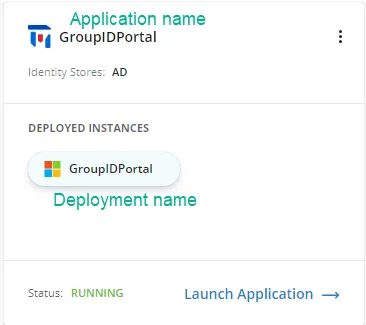 Application name
GroupIDPortal
Identity Stores: AD
DEPLOYED INSTANCES
GroupIDPortal
Deployment name
Status: RUNNING Launch Application →